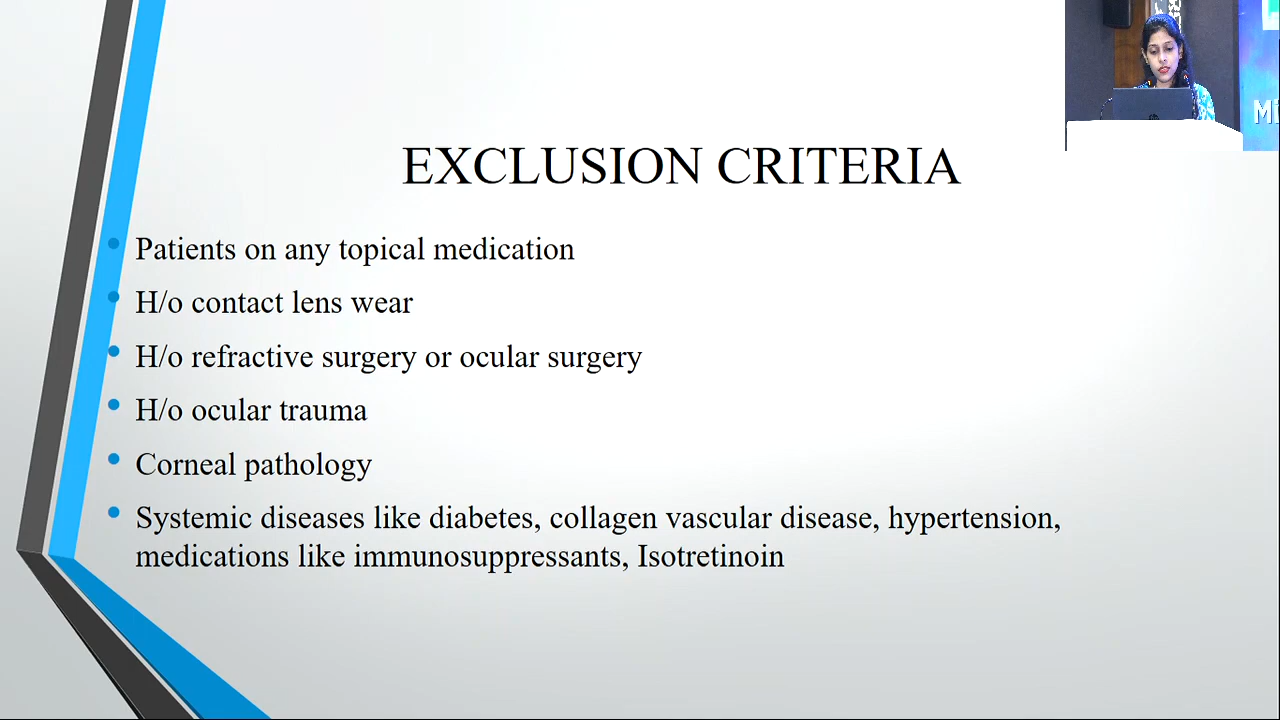 EXCLUSION CRITERIA
• Patients on any topical medication
• H/o contact lens wear
• H/o refractive surgery or ocular surgery
• H/o ocular trauma
• Corneal pathology
• Systemic diseases like diabetes, collagen vascular disease, hypertension,
medications like immunosuppressants, Isotretinoin